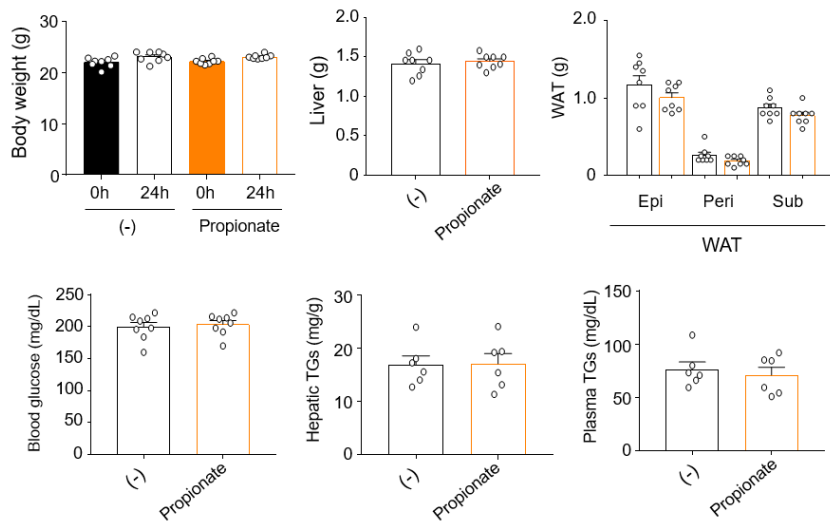 Body weight (g)
30
20
10
0
0h
24h
0h
24h
(-)
Propionate
Liver (g)
2.0
1.5
1.0
0.5
0
(-)
Propionate
WAT (g)
2.0
1.0
0
Epi
Peri
Sub
WAT
Blood glucose (mg/dL)
250
200
150
100
50
0
(-)
Propionate
Hepatic TGs (mg/g)
30
20
10
0
(-)
Propionate
Plasma TGs (mg/dL)
150
100
50
0
(-)
Propionate